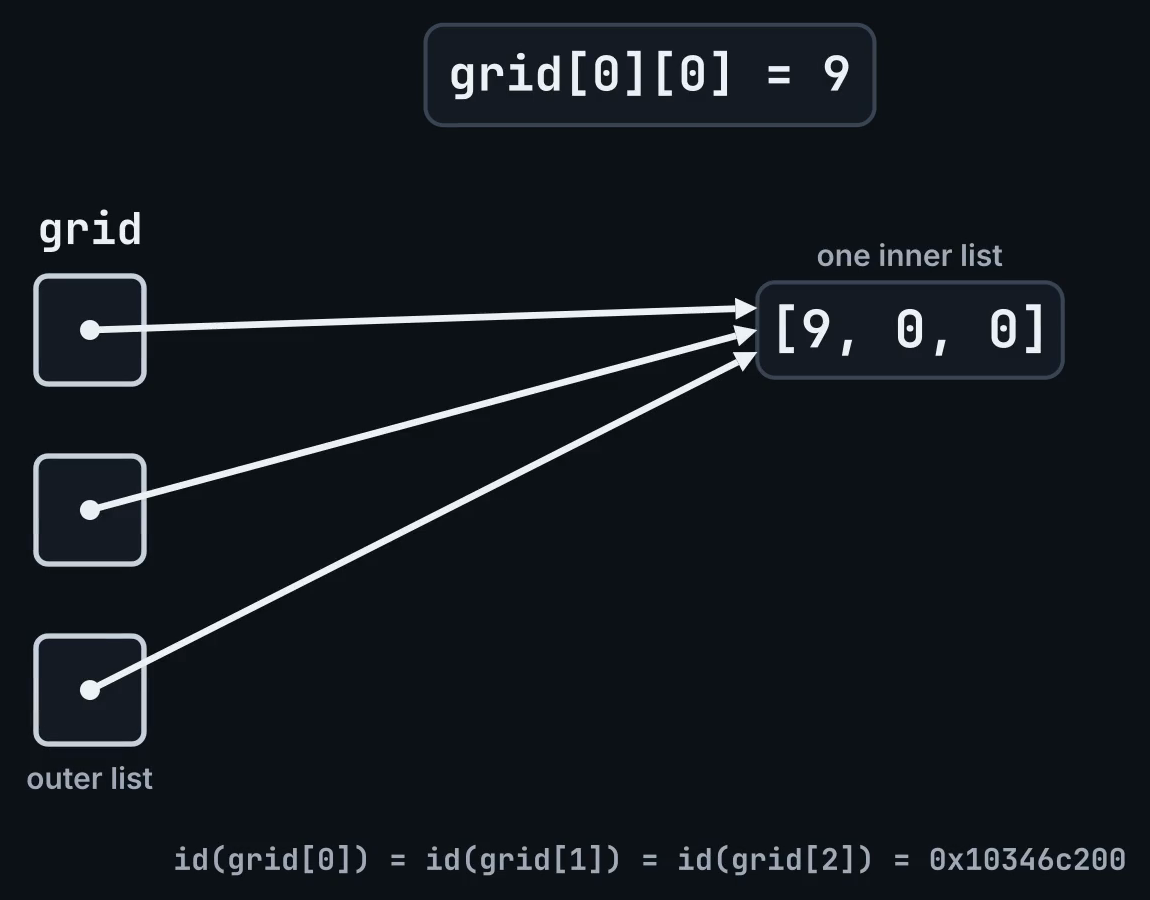 grid[0][0] = 9
grid
one inner list
[9, 0, 0]
outer list
id(grid[0]) = id(grid[1]) = id(grid[2]) = 0x10346c200